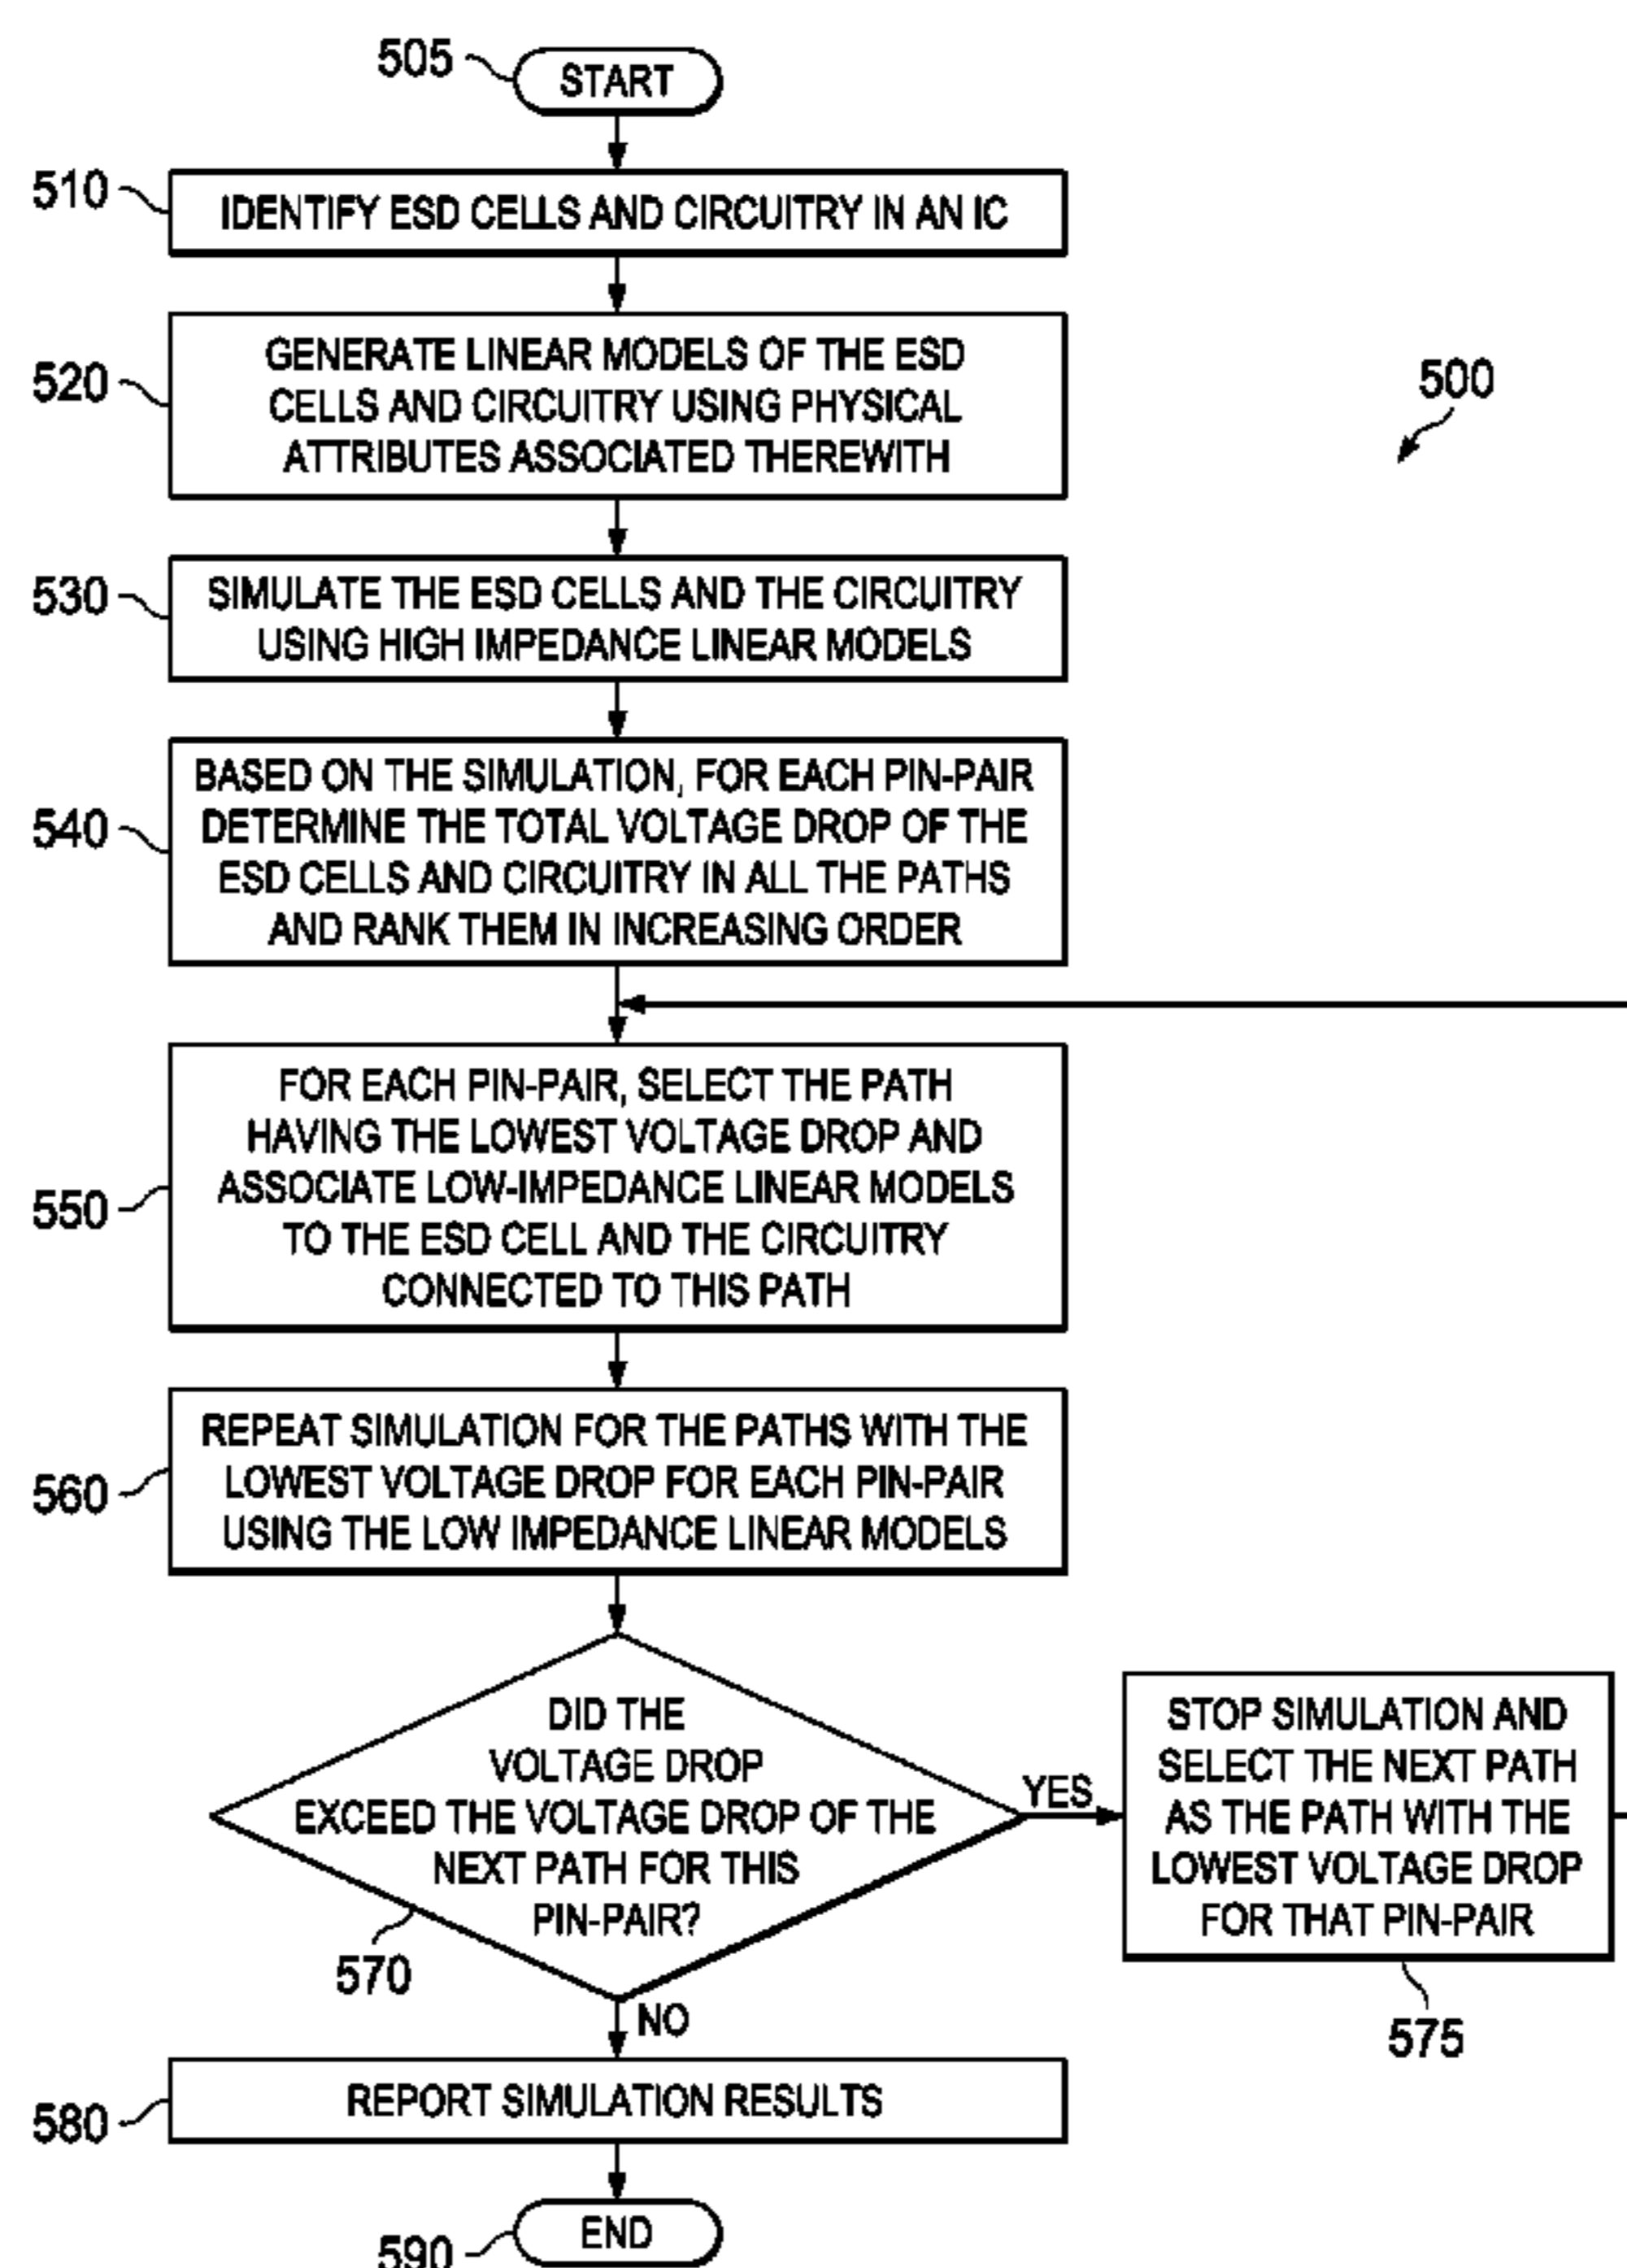 505
START
510
IDENTIFY ESD CELLS AND CIRCUITRY IN AN IC
520
GENERATE LINEAR MODELS OF THE ESD
CELLS AND CIRCUITRY USING PHYSICAL
ATTRIBUTES ASSOCIATED THEREWITH
500
530
SIMULATE THE ESD CELLS AND THE CIRCUITRY
USING HIGH IMPEDANCE LINEAR MODELS
540
BASED ON THE SIMULATION, FOR EACH PIN-PAIR
DETERMINE THE TOTAL VOLTAGE DROP OF THE
ESD CELLS AND CIRCUITRY IN ALL THE PATHS
AND RANK THEM IN INCREASING ORDER
550
FOR EACH PIN-PAIR, SELECT THE PATH
HAVING THE LOWEST VOLTAGE DROP AND
ASSOCIATE LOW-IMPEDANCE LINEAR MODELS
TO THE ESD CELL AND THE CIRCUITRY
CONNECTED TO THIS PATH
560
REPEAT SIMULATION FOR THE PATHS WITH THE
LOWEST VOLTAGE DROP FOR EACH PIN-PAIR
USING THE LOW IMPEDANCE LINEAR MODELS
DID THE
VOLTAGE DROP
EXCEED THE VOLTAGE DROP OF THE
NEXT PATH FOR THIS
PIN-PAIR?
570
YES
STOP SIMULATION AND
SELECT THE NEXT PATH
AS THE PATH WITH THE
LOWEST VOLTAGE DROP
FOR THAT PIN-PAIR
575
NO
580
REPORT SIMULATION RESULTS
590
END